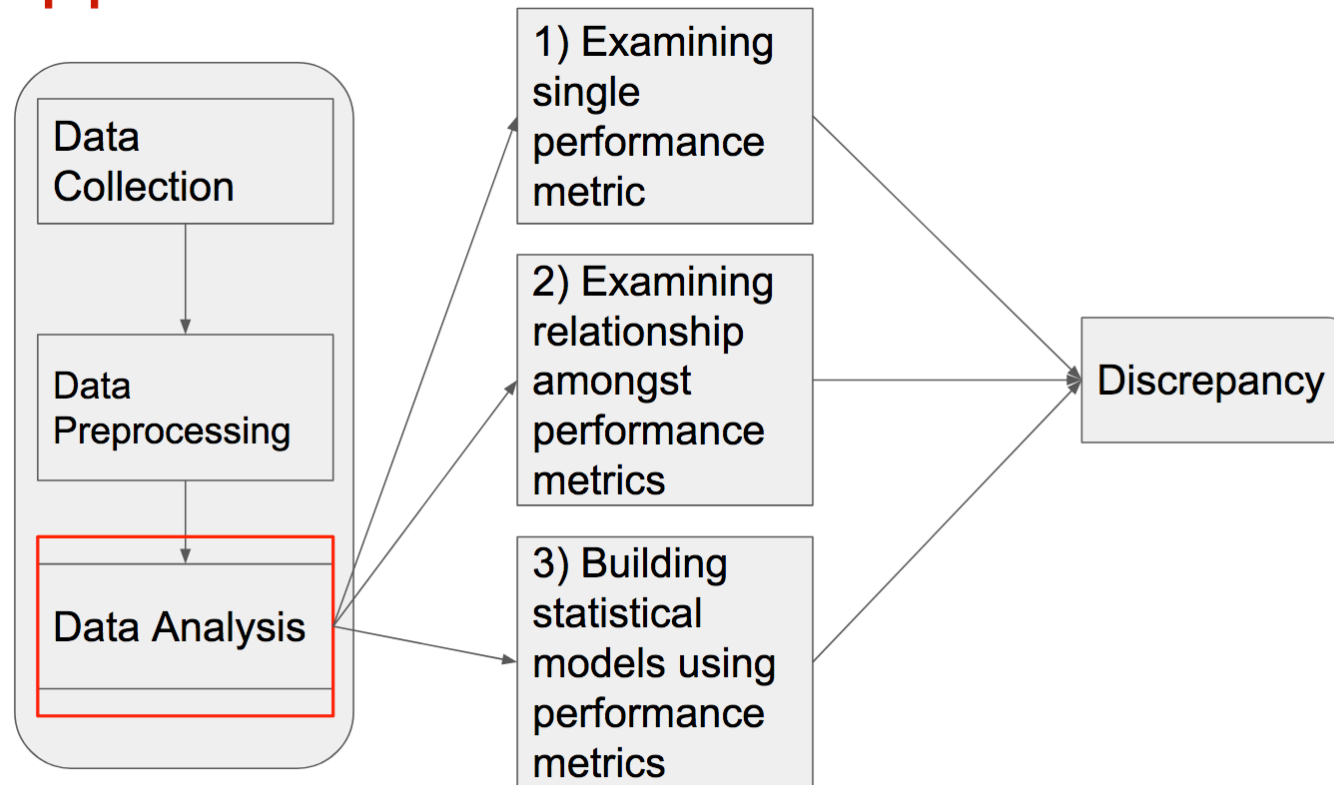 Data
Collection
Data
Preprocessing
Data Analysis
1) Examining
single
performance
metric
2) Examining
relationship
amongst
performance
metrics
3) Building
statistical
models using
performance
metrics
Discrepancy